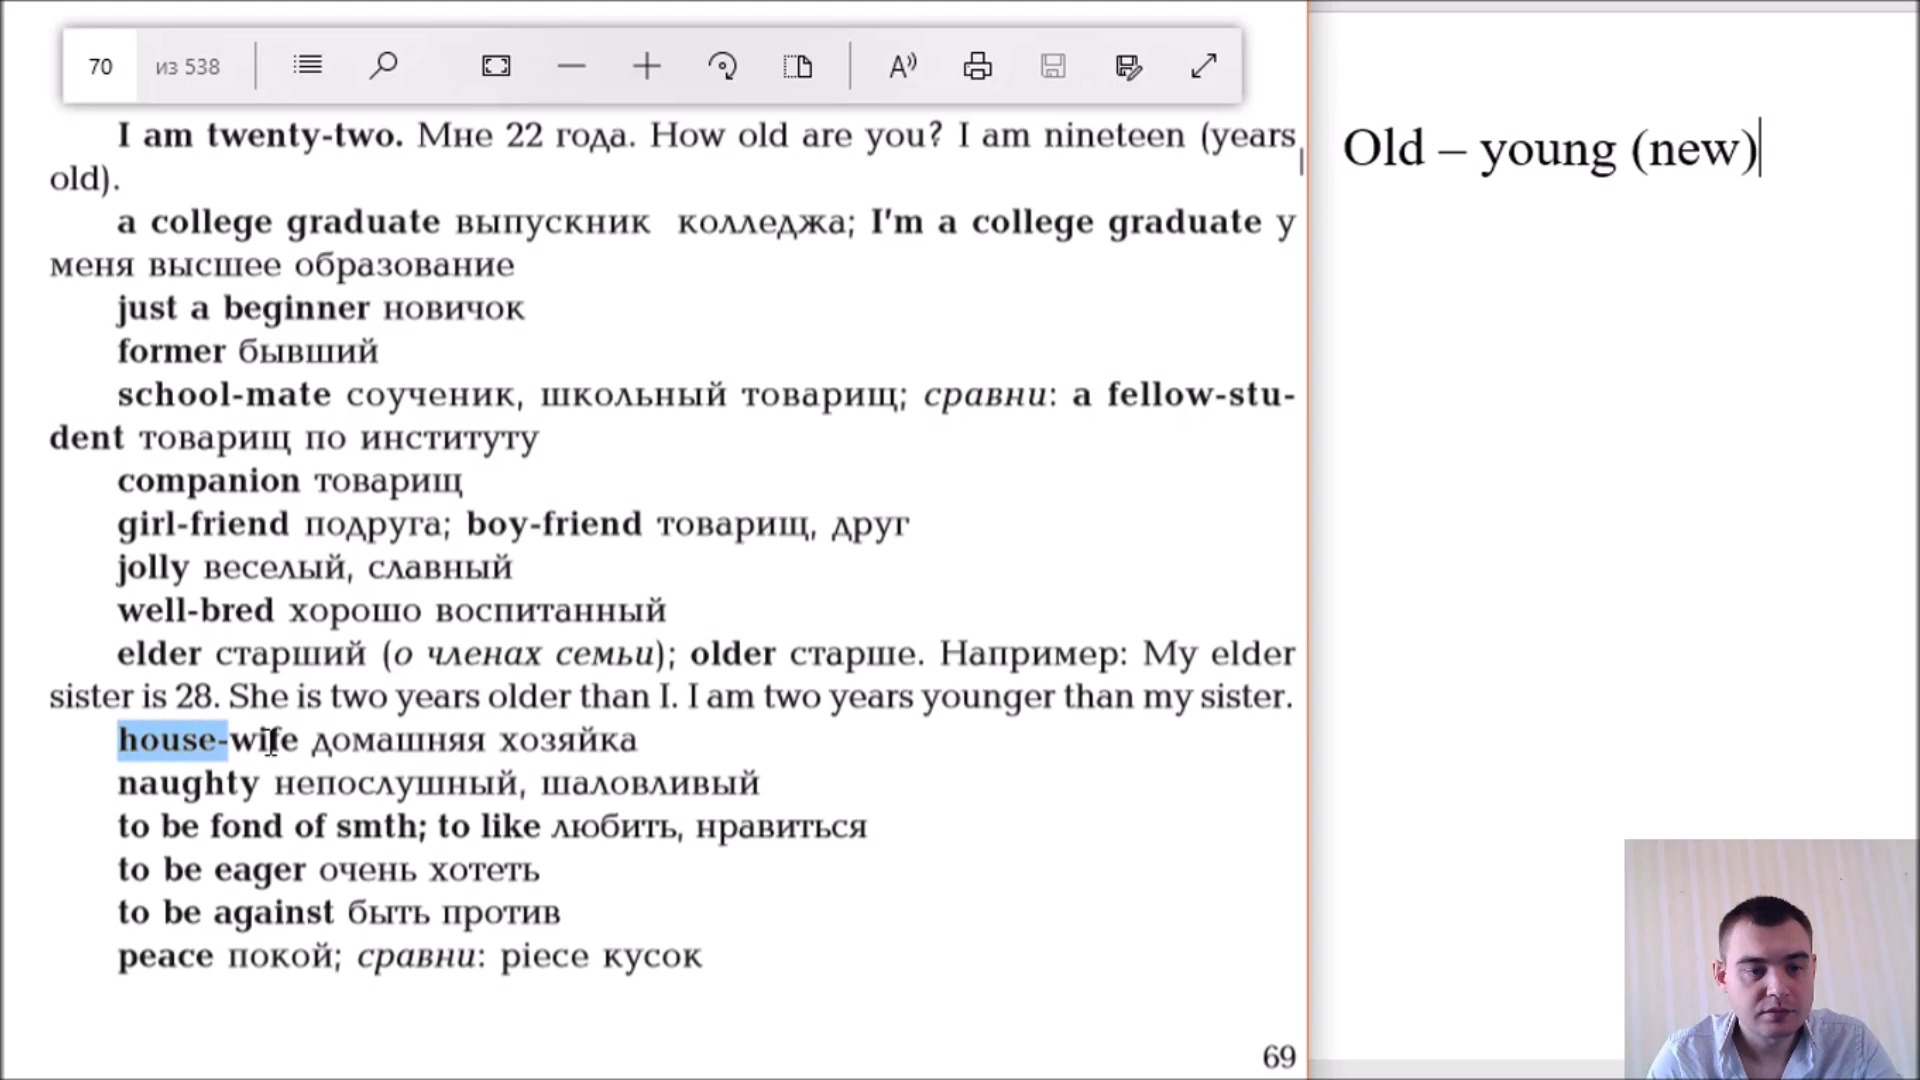 70 из 538
I am twenty-two. Мне 22 года. How old are you? I am nineteen (years
old).
a college graduate выпускник колледжа; I'm a college graduate у
меня высшее образование
just a beginner новичок
former бывший
school-mate соученик, школьный товарищ; сравни: a fellow-stu-
dent товарищ по институту
companion товарищ
girl-friend подруга; boy-friend товарищ, друг
jolly веселый, славный
well-bred хорошо воспитанный
elder старший (о членах семьи); older старше. Например: My elder
sister is 28. She is two years older than I. I am two years younger than my sister.
house-wife домашняя хозяйка
naughty непослушный, шаловливый
to be fond of smth; to like любить, нравиться
to be eager очень хотеть
to be against быть против
peace покой; сравни: piece кусок
69
Old – young (new)